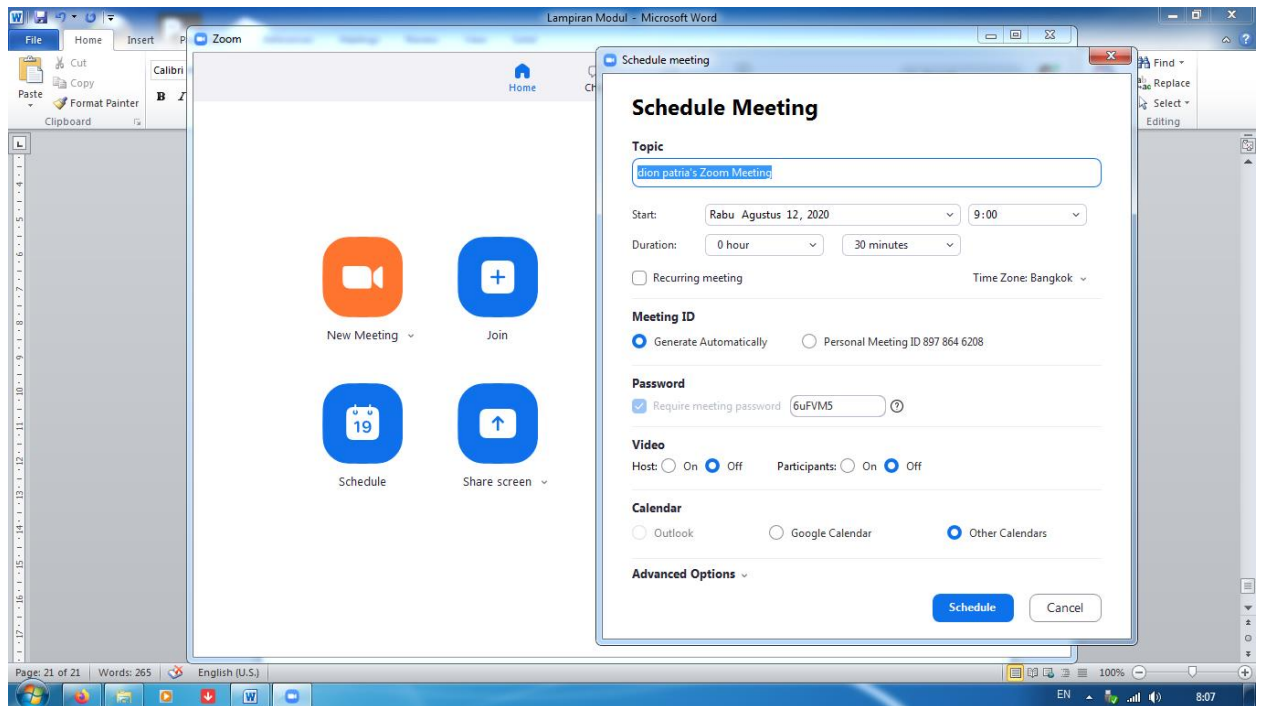 Lampiran Modul - Microsoft Word
File Home Insert P
Zoom
Cut
Copy
Format Painter
Paste
Clipboard
Calibri
B I
Find
Replace
Select
Editing
Home
Ch
New Meeting
Join
19
Schedule
Share screen
Schedule meeting
Schedule Meeting
Topic
dion patria's Zoom Meeting
Start: Rabu Agustus 12, 2020 9:00
Duration: 0 hour 30 minutes
Recurring meeting Time Zone: Bangkok
Meeting ID
Generate Automatically Personal Meeting ID 897 864 6208
Password
Require meeting password 6uFVM5
Video
Host: On Off Participants: On Off
Calendar
Outlook Google Calendar Other Calendars
Advanced Options
Schedule Cancel
Page: 21 of 21 Words: 265 English (U.S.) 100%
EN 8:07